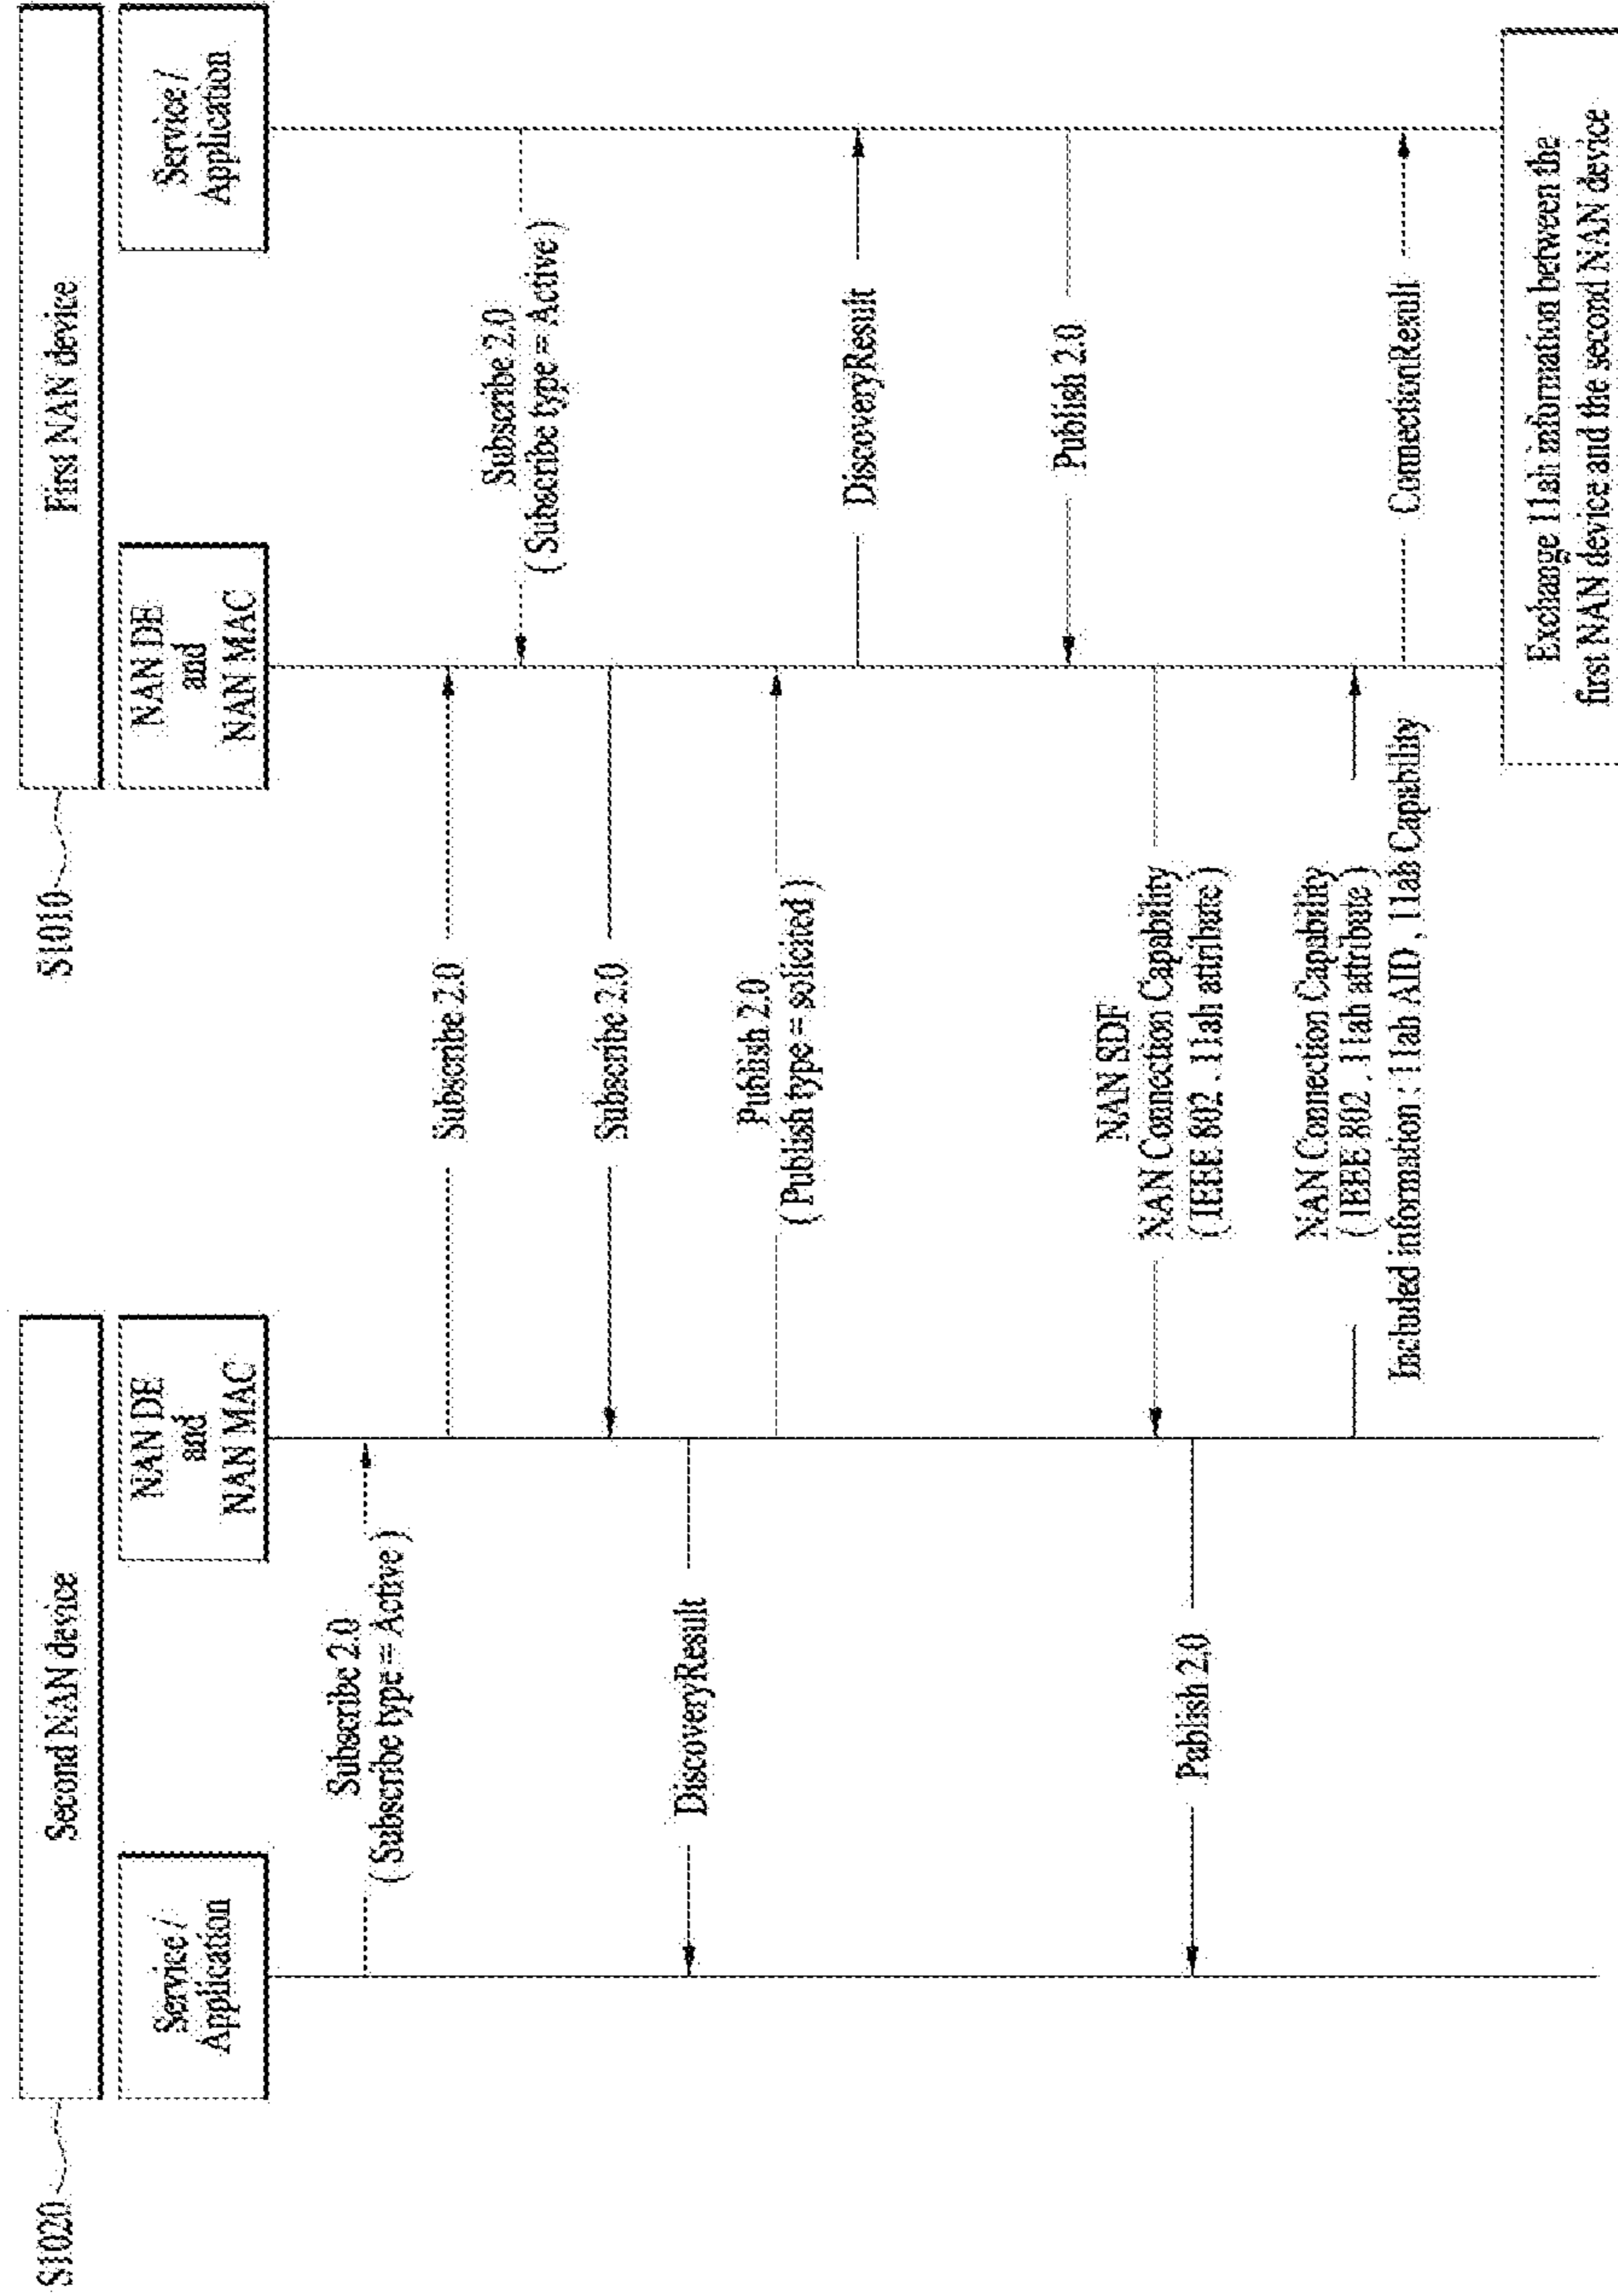 S1020
Second NAN device
S1010
First NAN device
Service /
Application
NAN DE
and
NAN MAC
NAN DE
and
NAN MAC
Service /
Application
Subscribe 2.0
( Subscribe type = Active )
Subscribe 2.0
Subscribe 2.0
( Subscribe type = Active )
Subscribe 2.0
DiscoveryResult
Publish 2.0
( Publish type = solicited )
DiscoveryResult
Publish 2.0
NAN SDF
NAN Connection Capability
( IEEE 802 . 11ah attribute )
Publish 2.0
NAN Connection Capability
( IEEE 802 . 11ah attribute )
Included information ; 11ah AID , 11ah Capability
ConnectionResult
Exchange 11ah information between the
first NAN device and the second NAN device